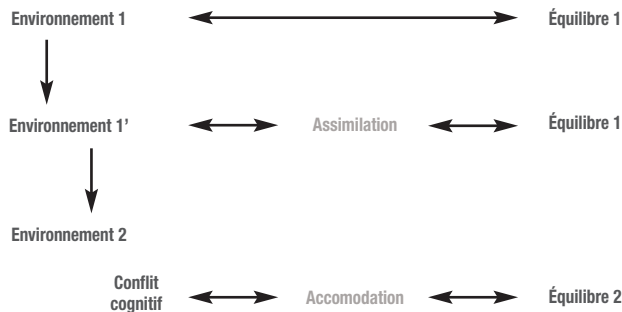 Environnement 1 Équilibre 1
Environnement 1' Assimilation Équilibre 1
Environnement 2
Conflit
cognitif Accomodation Équilibre 2